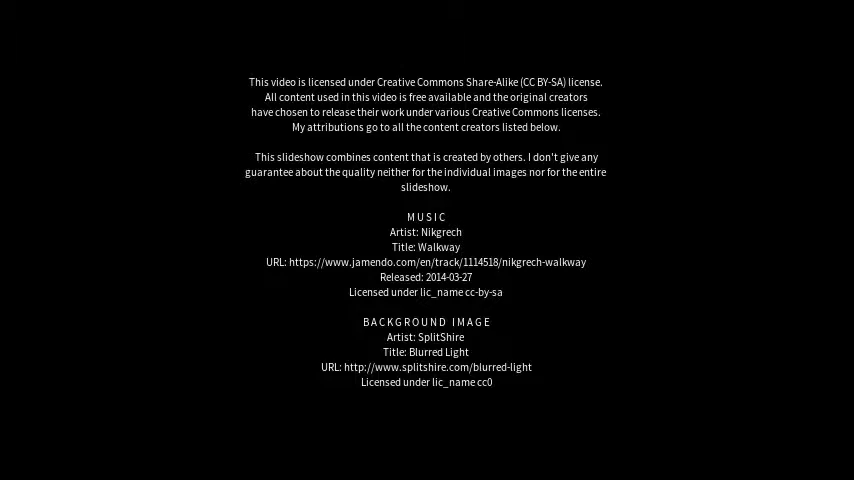 This video is licensed under Creative Commons Share-Alike (CC BY-SA) license.
All content used in this video is free available and the original creators
have chosen to release their work under various Creative Commons licenses.
My attributions go to all the content creators listed below.
This slideshow combines content that is created by others. I don't give any
guarantee about the quality neither for the individual images nor for the entire
slideshow.
MUSIC
Artist: Nikgrech
Title: Walkway
URL: https://www.jamendo.com/en/track/1114518/nikgrech-walkway
Released: 2014-03-27
Licensed under lic_name cc-by-sa
BACKGROUND IMAGE
Artist: SplitShire
Title: Blurred Light
URL: http://www.splitshire.com/blurred-light
Licensed under lic_name cc0